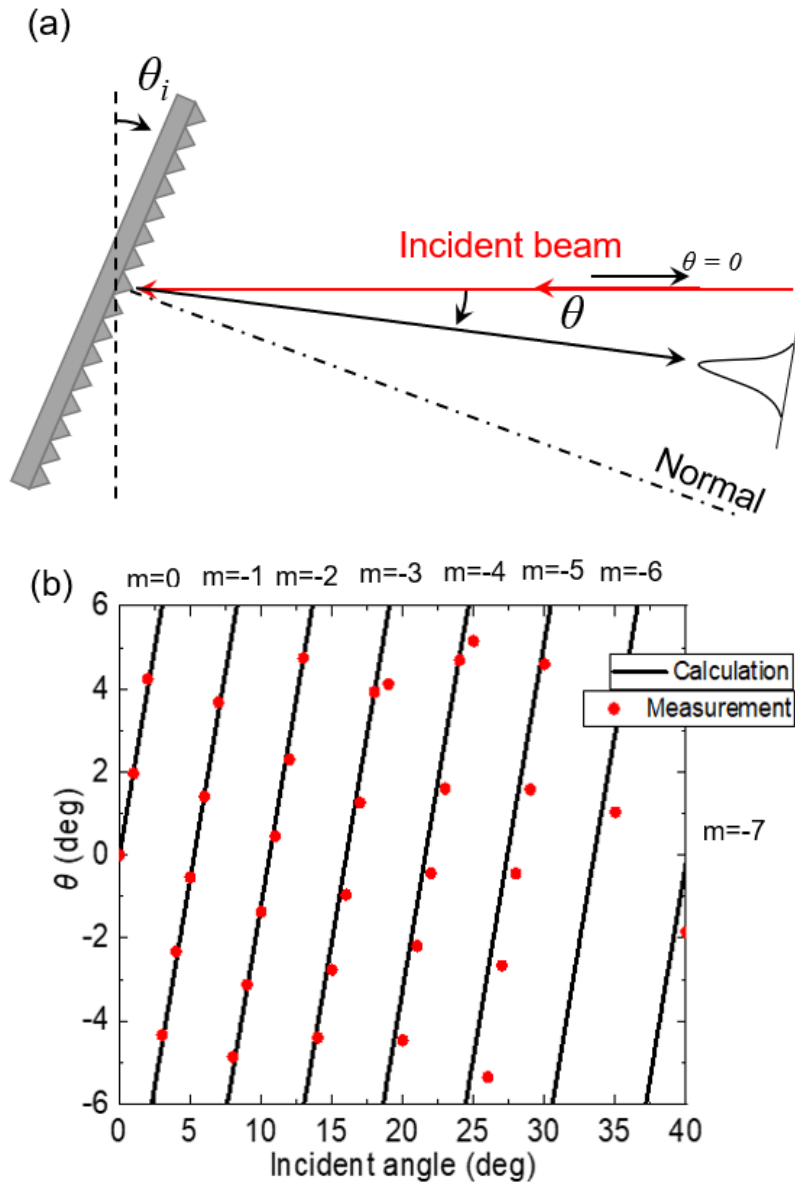 (a)
θi
Incident beam
θ = 0
θ
Normal
(b)
m=0 m=-1 m=-2 m=-3 m=-4 m=-5 m=-6
6
4
2
0
-2
-4
-6
θ (deg)
Calculation
Measurement
m=-7
0 5 10 15 20 25 30 35 40
Incident angle (deg)